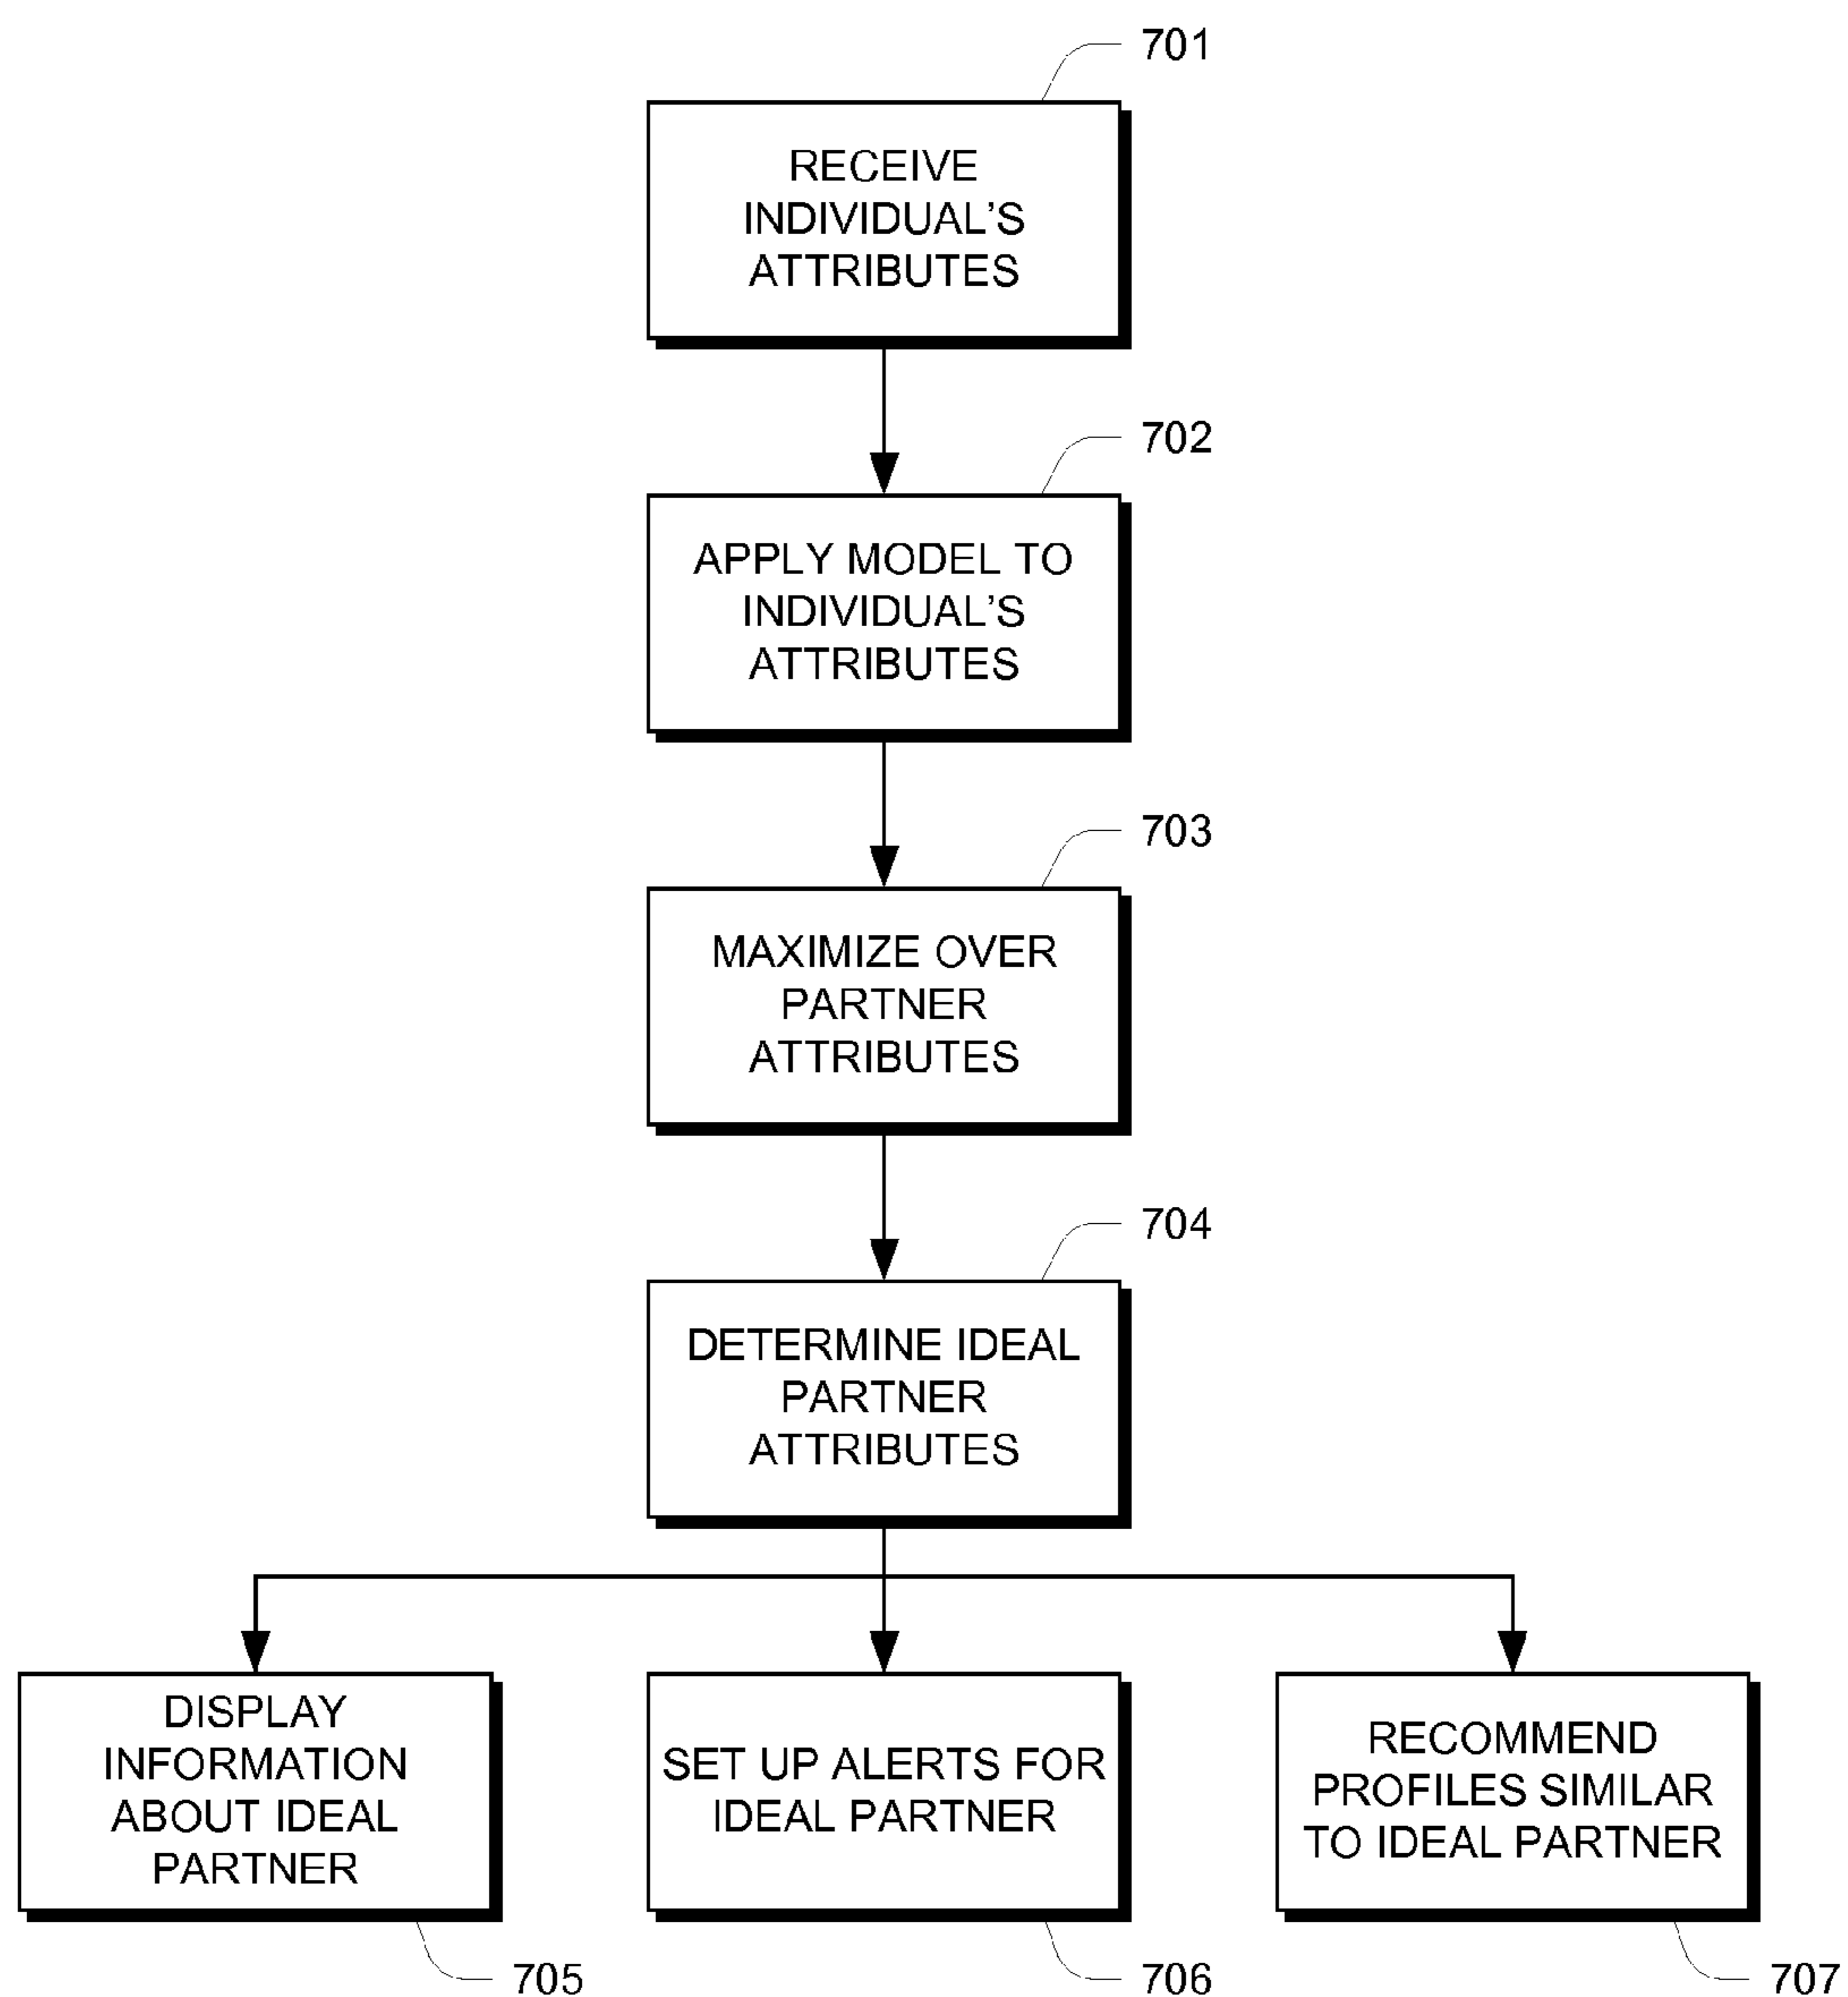 701
RECEIVE
INDIVIDUAL'S
ATTRIBUTES
702
APPLY MODEL TO
INDIVIDUAL'S
ATTRIBUTES
703
MAXIMIZE OVER
PARTNER
ATTRIBUTES
704
DETERMINE IDEAL
PARTNER
ATTRIBUTES
DISPLAY
INFORMATION
ABOUT IDEAL
PARTNER
705
SET UP ALERTS FOR
IDEAL PARTNER
706
RECOMMEND
PROFILES SIMILAR
TO IDEAL PARTNER
707